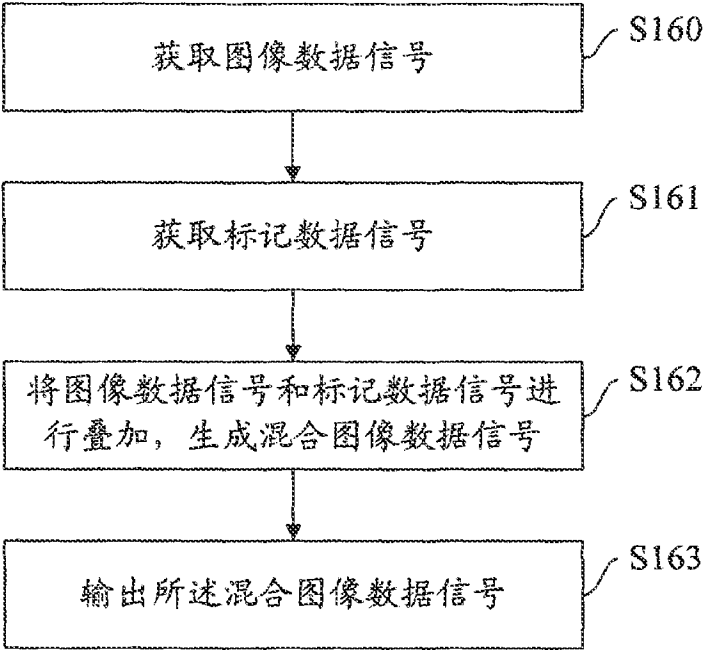 获取图像数据信号
S160
获取标记数据信号
S161
将图像数据信号和标记数据信号进
行叠加，生成混合图像数据信号
S162
输出所述混合图像数据信号
S163